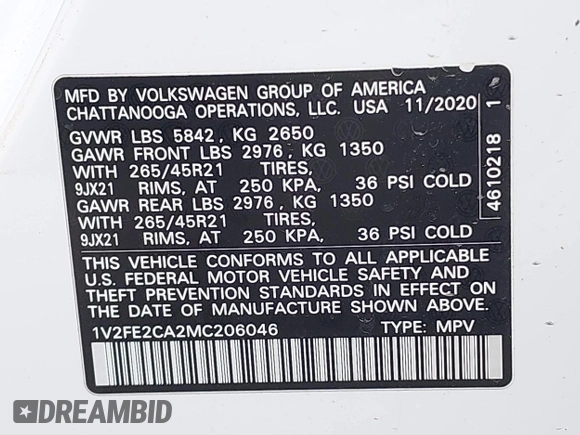 MFD BY VOLKSWAGEN GROUP OF AMERICA
CHATTANOOGA OPERATIONS, LLC. USA 11/2020
GVWR LBS 5842, KG 2650
GAWR FRONT LBS 2976, KG 1350
WITH 265/45R21 TIRES,
9JX21 RIMS, AT 250 KPA, 36 PSI COLD
GAWR REAR LBS 2976, KG 1350
WITH 265/45R21 TIRES,
9JX21 RIMS, AT 250 KPA, 36 PSI COLD
THIS VEHICLE CONFORMS TO ALL APPLICABLE
U.S. FEDERAL MOTOR VEHICLE SAFETY AND
THEFT PREVENTION STANDARDS IN EFFECT ON
THE DATE OF MANUFACTURE SHOWN ABOVE.
1V2FE2CA2MC206046 TYPE: MPV
4610218 1
DREAMBID